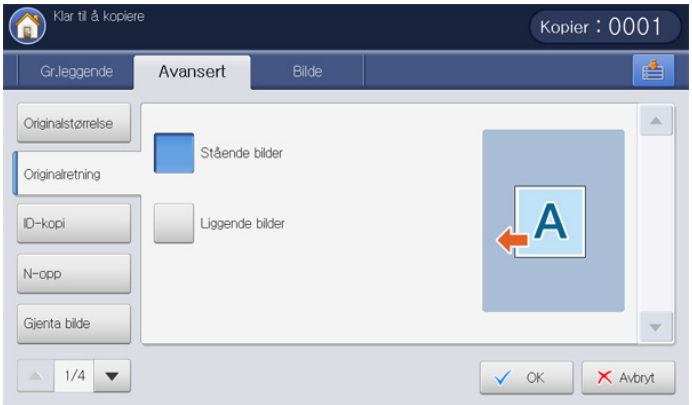 Klar til å kopiere
Kopier : 0001
Gr.leggende
Avansert
Bilde
Originalstørrelse
Originalretning
ID-kopi
N-opp
Gjenta bilde
1/4
Stående bilder
Liggende bilder
A
OK
Avbryt